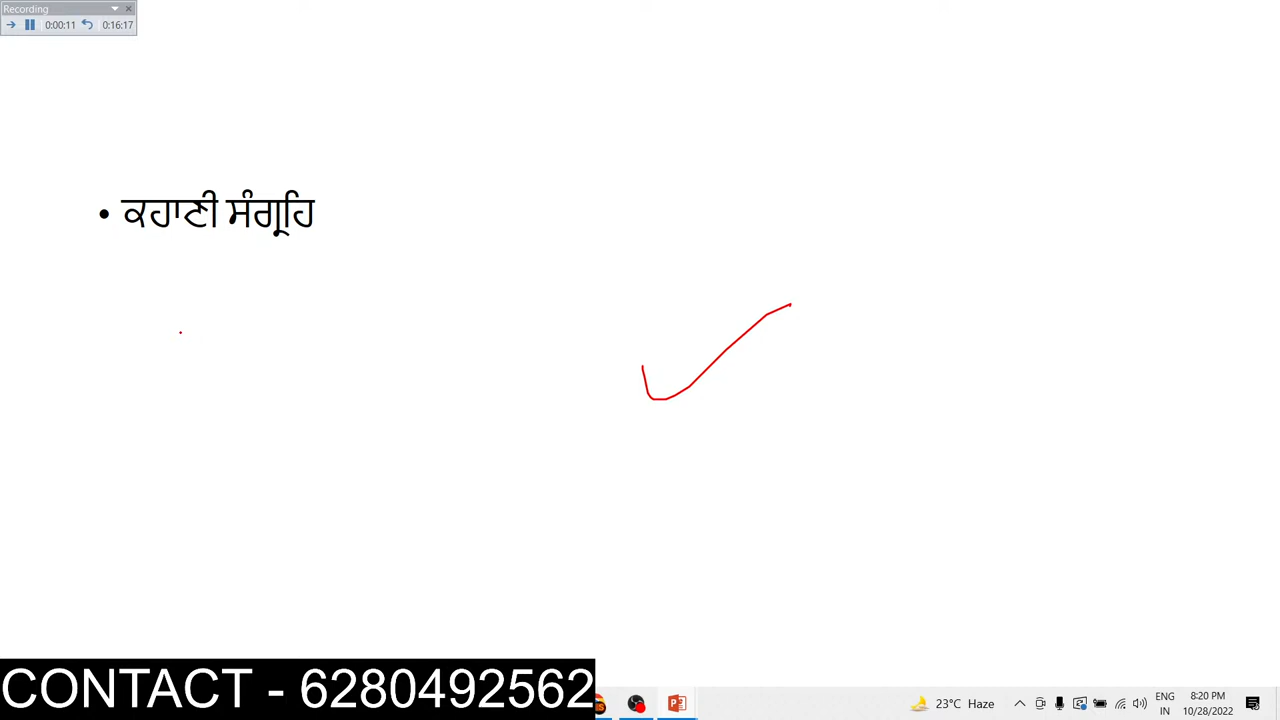 Recording
0:00:11 0:16:17
• ਕਹਾਣੀ ਸੰਗ੍ਰਹਿ
CONTACT - 6280492562
23°C Haze
ENG
IN
8:20 PM
10/28/2022